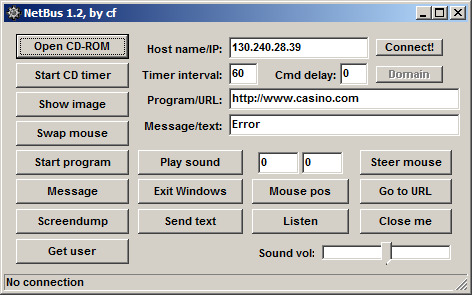 NetBus 1.2, by cf
Open CD-ROM Host name/IP: 130.240.28.39 Connect!
Start CD timer Timer interval: 60 Cmd delay: 0 Domain
Show image Program/URL: http://www.casino.com
Swap mouse Message/text: Error
Start program Play sound 0 0 Steer mouse
Message Exit Windows Mouse pos Go to URL
Screendump Send text Listen Close me
Get user Sound vol:
No connection